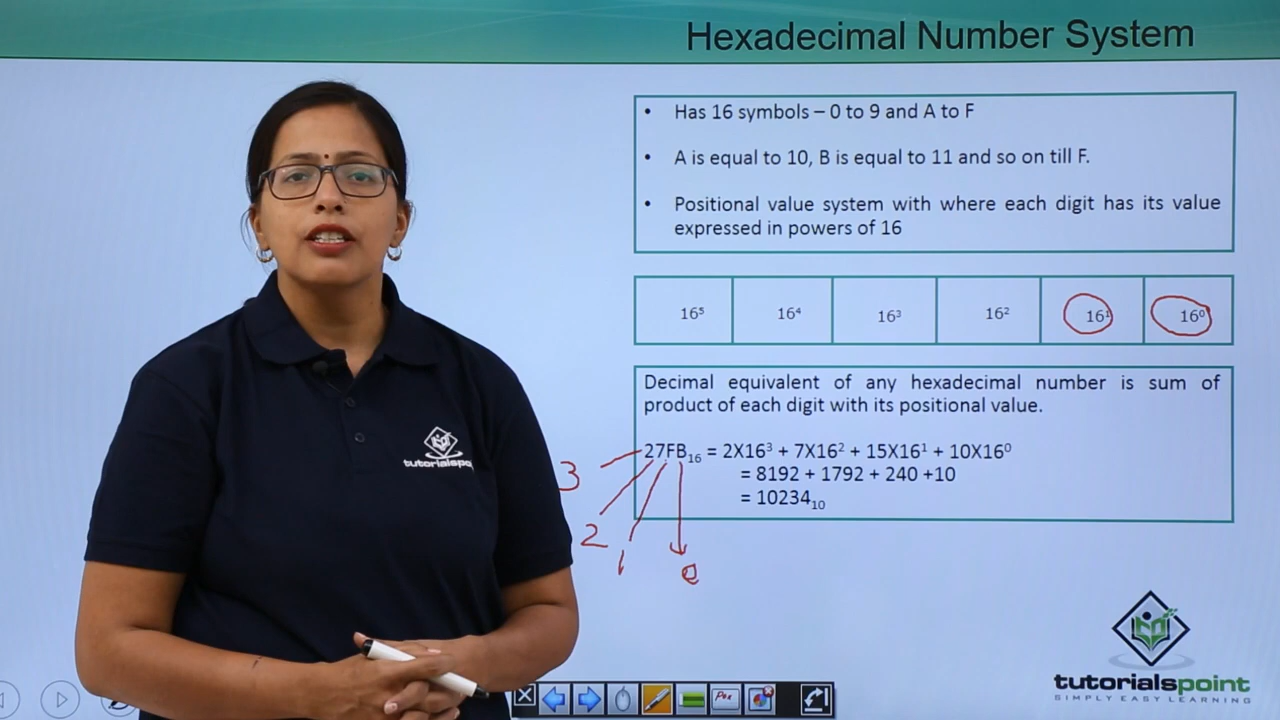 Hexadecimal Number System
• Has 16 symbols – 0 to 9 and A to F
• A is equal to 10, B is equal to 11 and so on till F.
• Positional value system with where each digit has its value
expressed in powers of 16
16⁵ 16⁴ 16³ 16² 16¹ 16⁰
Decimal equivalent of any hexadecimal number is sum of
product of each digit with its positional value.
27FB₁₆ = 2X16³ + 7X16² + 15X16¹ + 10X16⁰
= 8192 + 1792 + 240 +10
= 10234₁₀
3
2
1
tutorialspo
Pen
tutorialspoint
SIMPLY EASY LEARNING